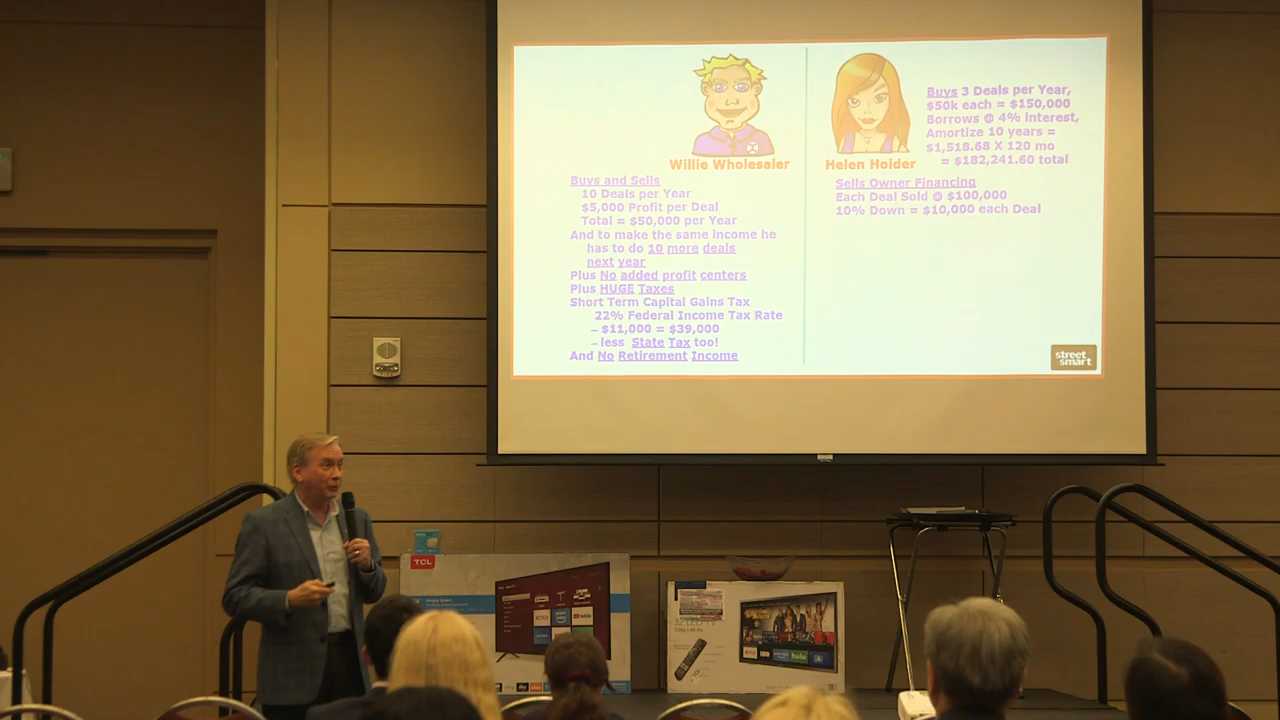 Willie Wholesaler
Buys and Sells
10 Deals per Year
$5,000 Profit per Deal
Total = $50,000 per Year
And to make the same income he
has to do 10 more deals
next year
Plus No added profit centers
Plus HUGE Taxes
Short Term Capital Gains Tax
22% Federal Income Tax Rate
– $11,000 = $39,000
– less State Tax too!
And No Retirement Income
Helen Holder
Buys 3 Deals per Year,
$50k each = $150,000
Borrows @ 4% interest,
Amortize 10 years =
$1,518.68 X 120 mo
= $182,241.60 total
Sells Owner Financing
Each Deal Sold @ $100,000
10% Down = $10,000 each Deal
street
smart
TCL
NETFLIX
hulu